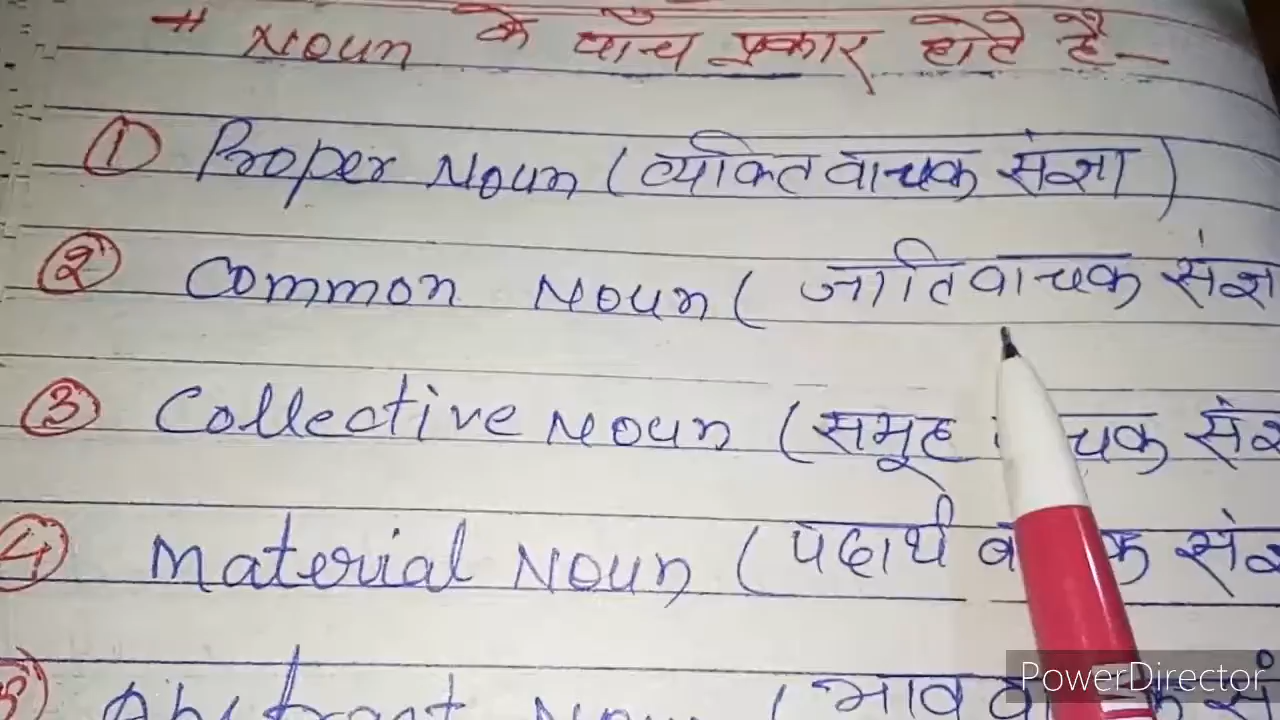 # Noun के पाँच प्रकार होते है—
① Proper Noun (व्यक्तिवाचक संज्ञा)
② Common Noun (जातिवाचक
③ Collective Noun (समूह
④ Material Noun (पदार्थ
Abstract Noun (भाव
PowerDirector